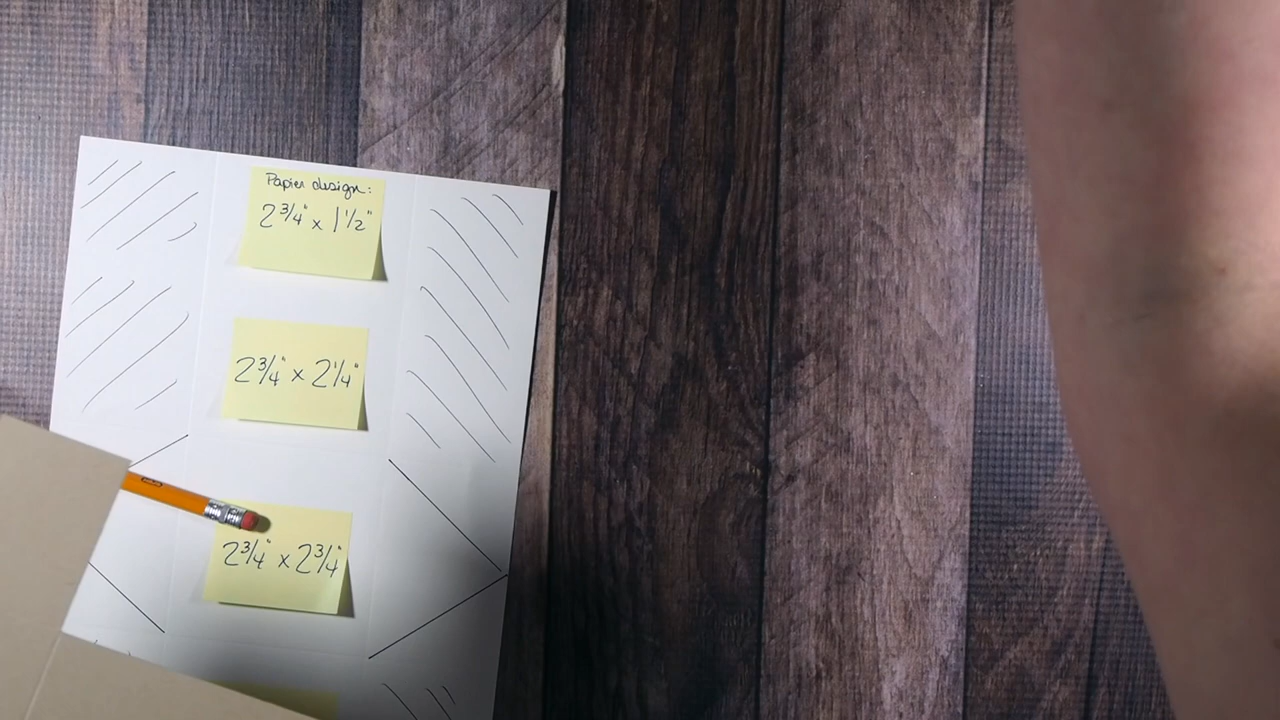 Papier design:
2 3/4" x 1 1/2"
2 3/4" x 2 1/4"
2 3/4" x 2 3/4"